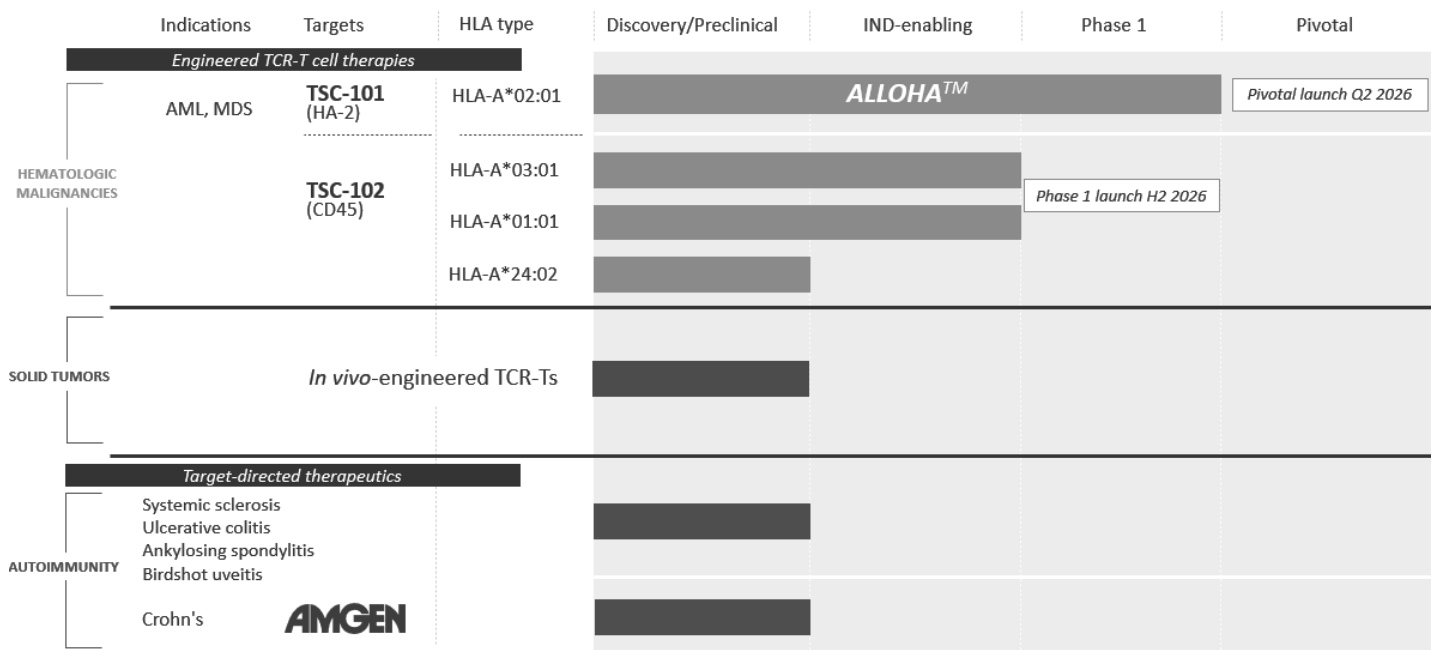 Indications Targets HLA type Discovery/Preclinical IND-enabling Phase 1 Pivotal
Engineered TCR-T cell therapies
HEMATOLOGIC
MALIGNANCIES
AML, MDS
TSC-101
(HA-2)
HLA-A*02:01
ALLOHA™
Pivotal launch Q2 2026
TSC-102
(CD45)
HLA-A*03:01
HLA-A*01:01
Phase 1 launch H2 2026
HLA-A*24:02
SOLID TUMORS
In vivo-engineered TCR-Ts
Target-directed therapeutics
AUTOIMMUNITY
Systemic sclerosis
Ulcerative colitis
Ankylosing spondylitis
Birdshot uveitis
Crohn's
AMGEN